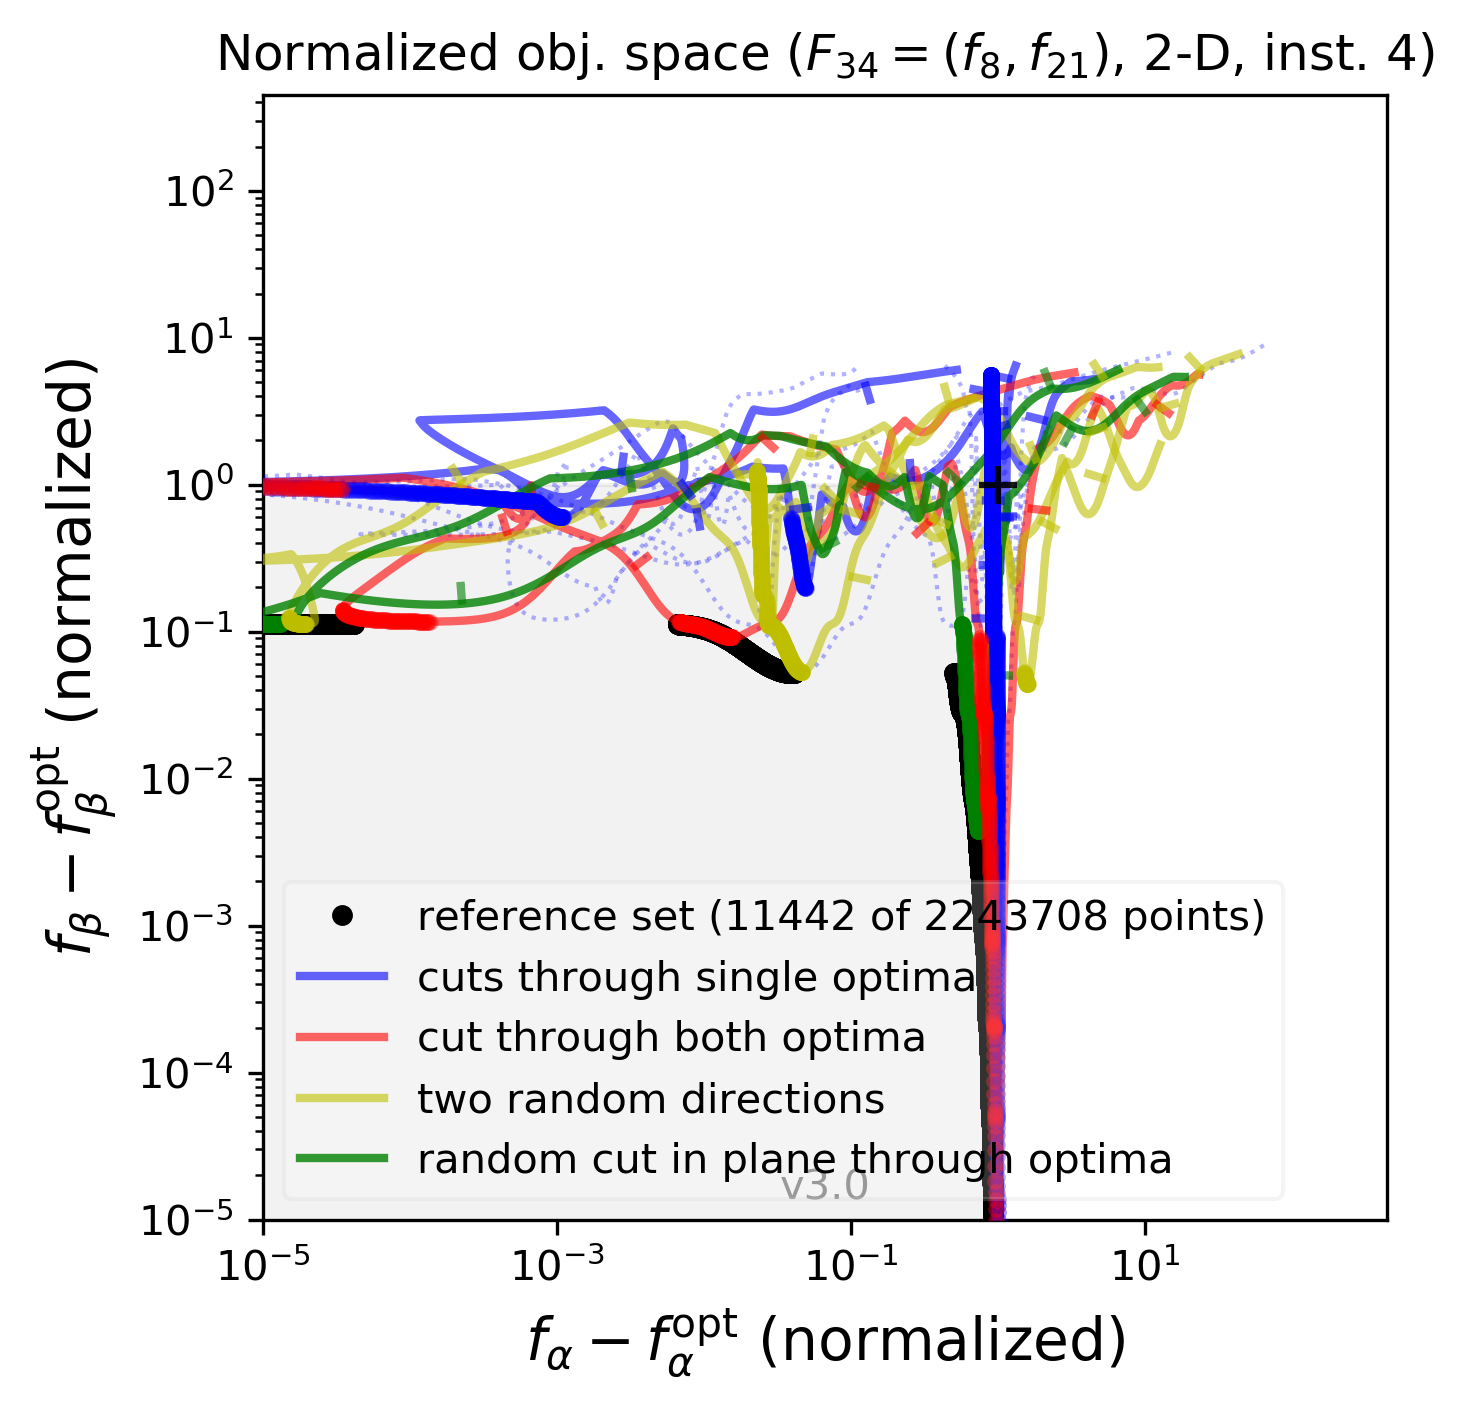 Normalized obj. space (F₃₄ = (f₈, f₂₁), 2-D, inst. 4)
10²
10¹
10⁰
10⁻¹
10⁻²
10⁻³
10⁻⁴
10⁻⁵
f_β − f_β^opt (normalized)
reference set (11442 of 2243708 points)
cuts through single optima
cut through both optima
two random directions
random cut in plane through optima
v3.0
10⁻⁵ 10⁻³ 10⁻¹ 10¹
f_α − f_α^opt (normalized)